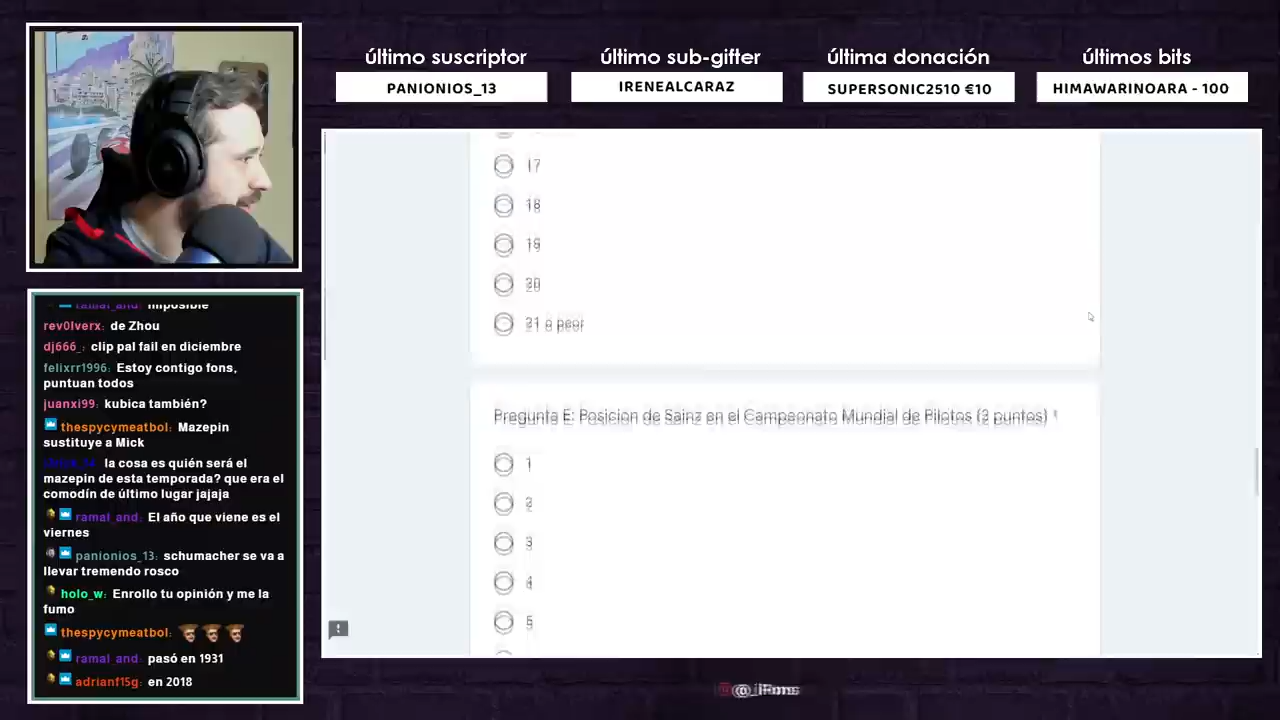 último suscriptor
último sub-gifter
última donación
últimos bits
PANIONIOS_13
IRENEALCARAZ
SUPERSONIC2510 €10
HIMAWARINOARA - 100
17
18
19
20
21 o peor
Pregunta E: Posicion de Sainz en el Campeonato Mundial de Pilotos (2 puntos) *
1
2
3
4
5
ramal_and: imposible
rev0lverx: de Zhou
dj666_: clip pal fail en diciembre
felixrr1996: Estoy contigo fons,
puntuan todos
juanxi99: kubica también?
thespycymeatbol: Mazepin
sustituye a Mick
la cosa es quién será el
mazepin de esta temporada? que era el
comodín de último lugar jajaja
ramal_and: El año que viene es el
viernes
panionios_13: schumacher se va a
llevar tremendo rosco
holo_w: Enrollo tu opinión y me la
fumo
thespycymeatbol:
ramal_and: pasó en 1931
adrianf15g: en 2018